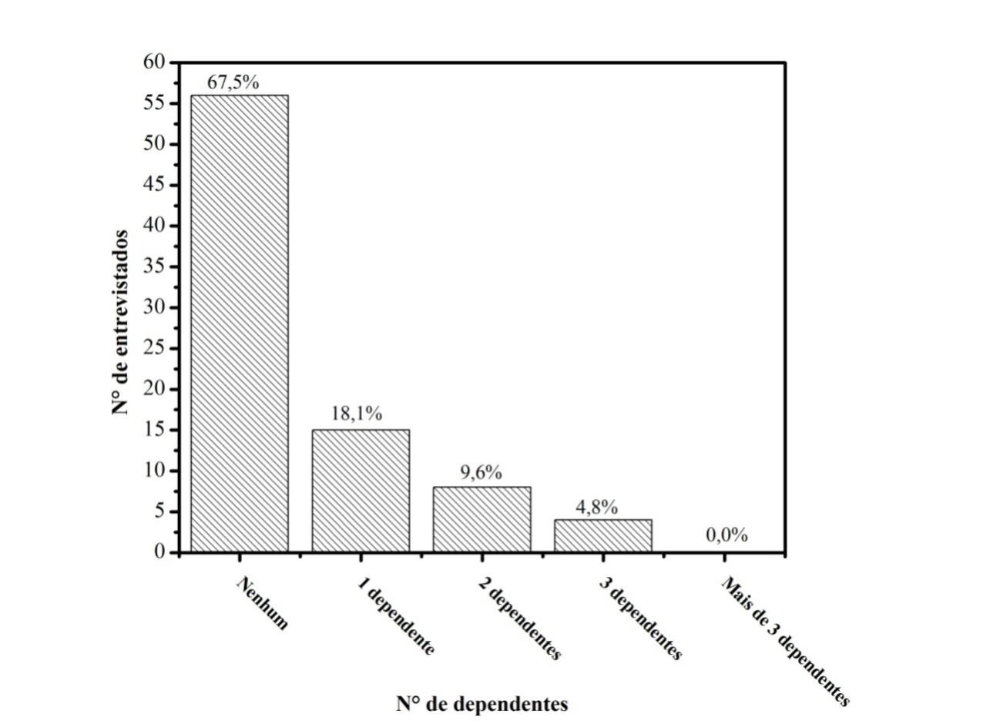 60
67,5%
55
50
45
40
35
30
25
20
18,1%
15
10
9,6%
5
4,8%
0
0,0%
N° de entrevistados
Nenhum
1 dependente
2 dependentes
3 dependentes
Mais de 3 dependentes
N° de dependentes